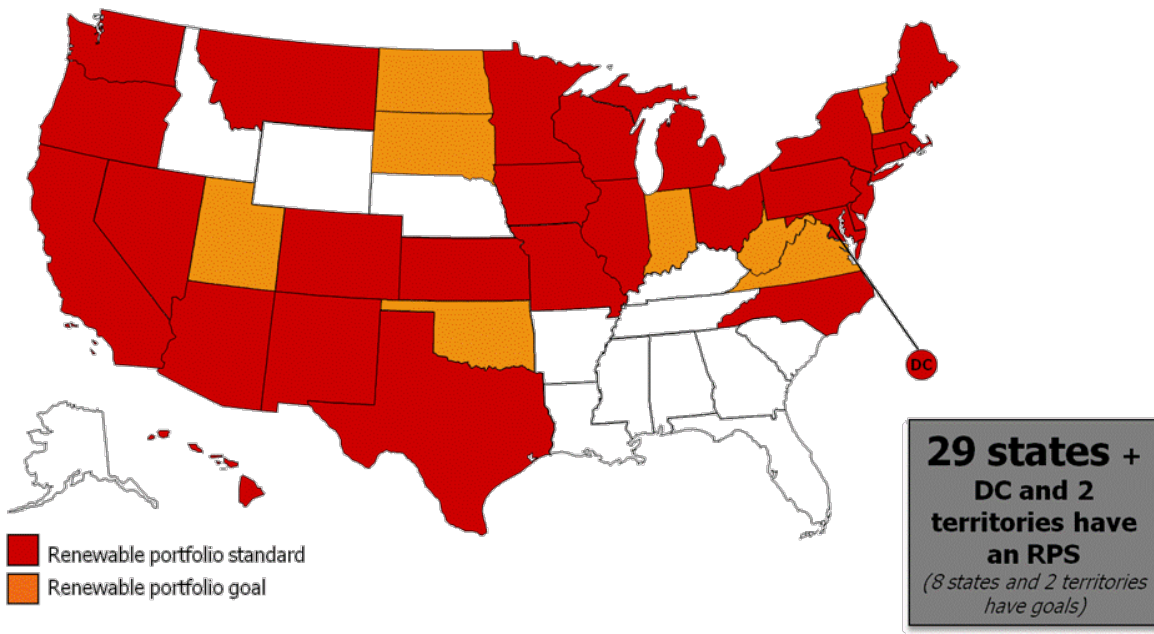 DC
29 states +
DC and 2
territories have
an RPS
(8 states and 2 territories
have goals)
Renewable portfolio standard
Renewable portfolio goal